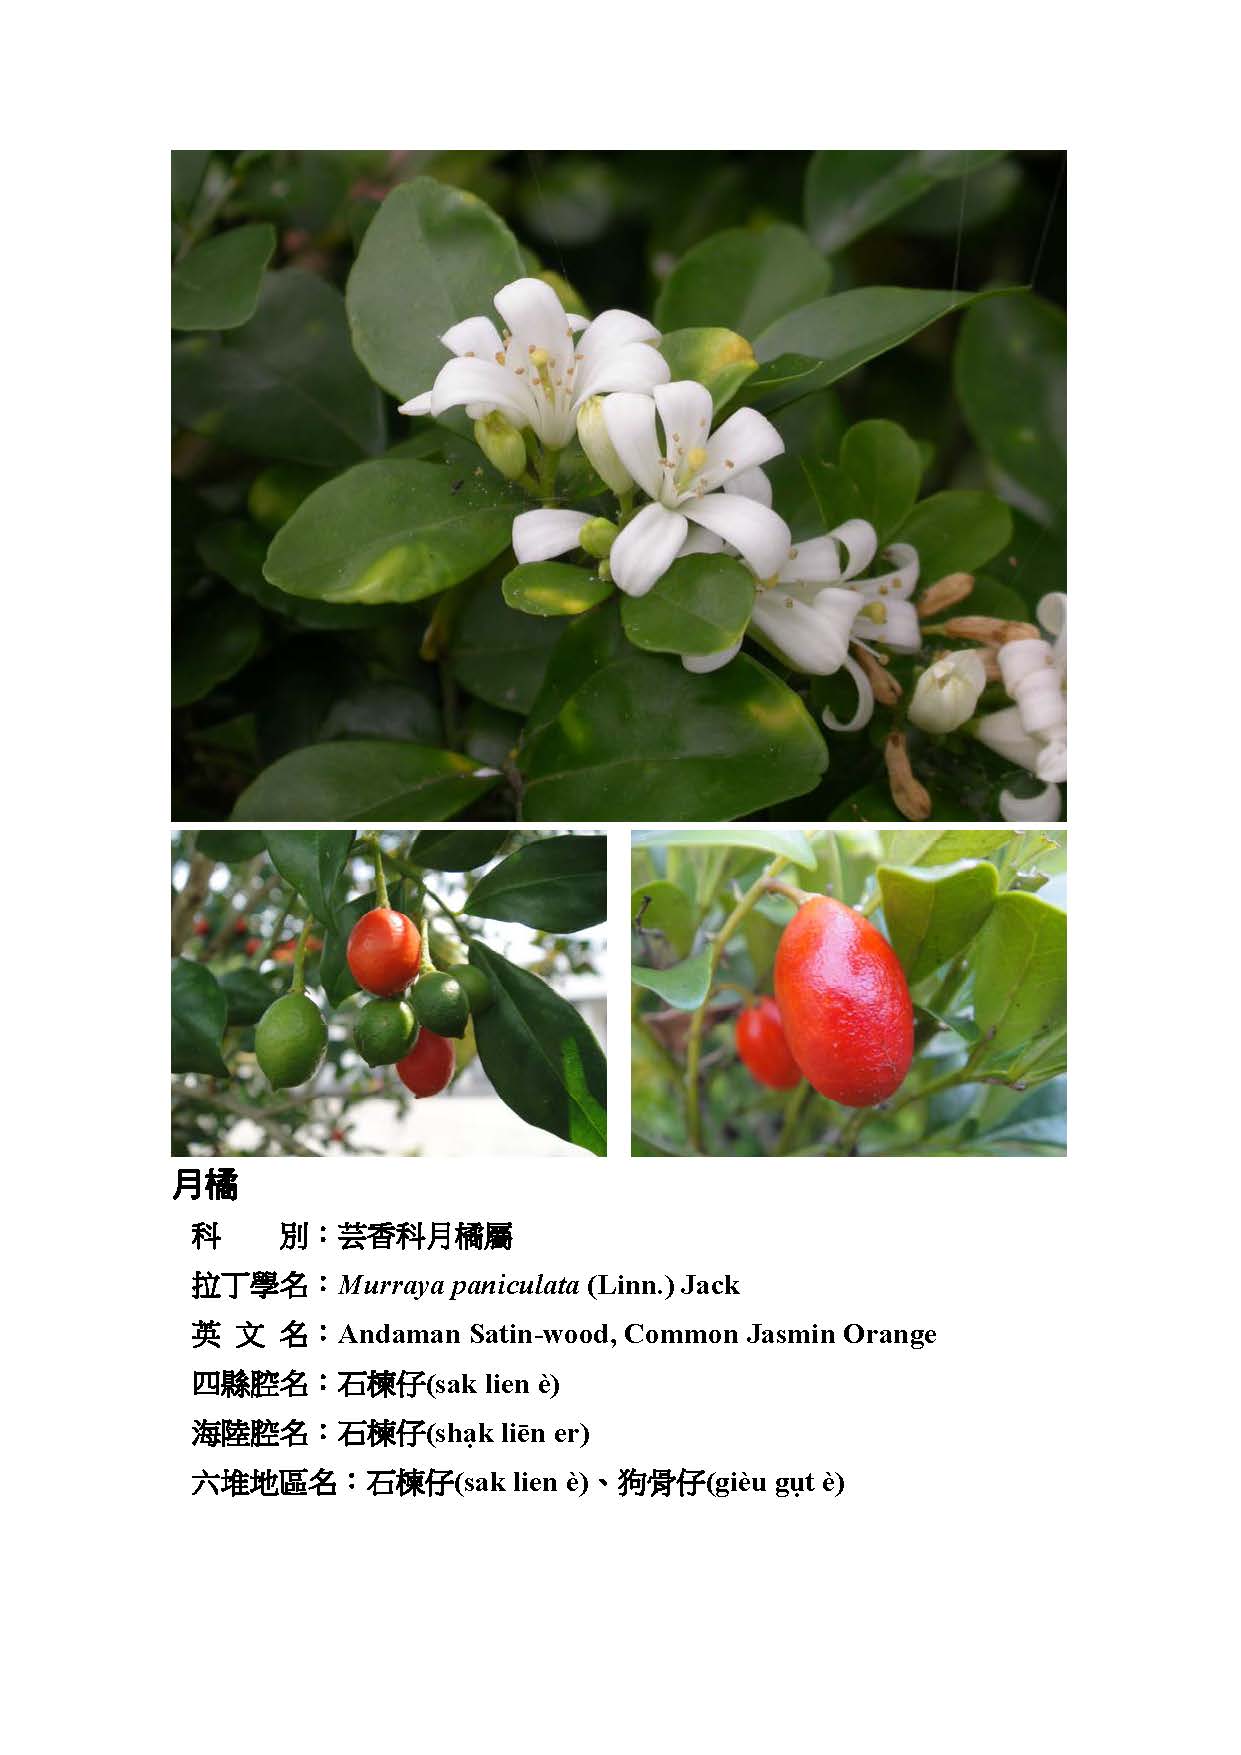 月橘
科　　別：芸香科月橘屬
拉丁學名：Murraya paniculata (Linn.) Jack
英 文 名：Andaman Satin-wood, Common Jasmin Orange
四縣腔名：石楝仔(sak lien è)
海陸腔名：石楝仔(shạk liēn er)
六堆地區名：石楝仔(sak lien è)、狗骨仔(gièu gụt è)